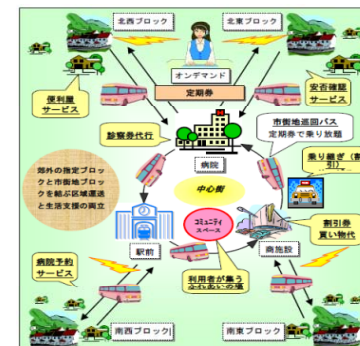 北西ブロック
北東ブロック
オンデマンド
定期券
便利屋
サービス
安否確認
サービス
診察券代行
市街地巡回バス
定期券で乗り放題
病院
乗り継ぎ(割
引)
郊外の指定ブロッ
クと市街地ブロック
を結ぶ区域運送
と生活支援の両立
中心街
コミュニティ
スペース
割引券
買い物代
駅前
商施設
病院予約
サービス
利用者が集う
ふれあいの場
南西ブロック
南東ブロック